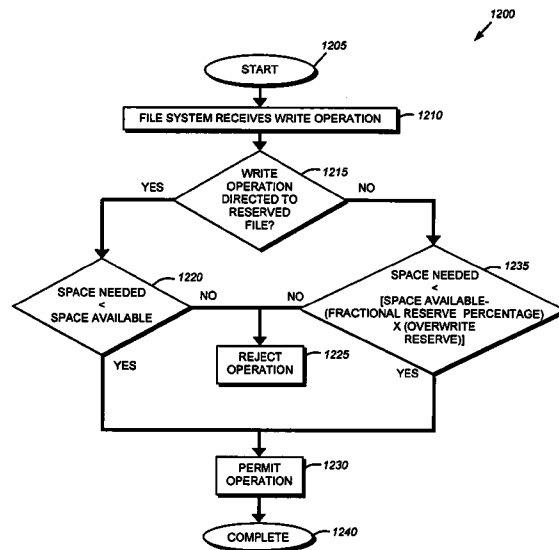 1200
1205
START
FILE SYSTEM RECEIVES WRITE OPERATION
1210
1215
WRITE
OPERATION
DIRECTED TO
RESERVED
FILE?
YES
NO
1220
SPACE NEEDED
<
SPACE AVAILABLE
NO
YES
1235
SPACE NEEDED
<
[SPACE AVAILABLE-
(FRACTIONAL RESERVE PERCENTAGE)
X (OVERWRITE
RESERVE)]
NO
YES
REJECT
OPERATION
1225
PERMIT
OPERATION
1230
COMPLETE
1240